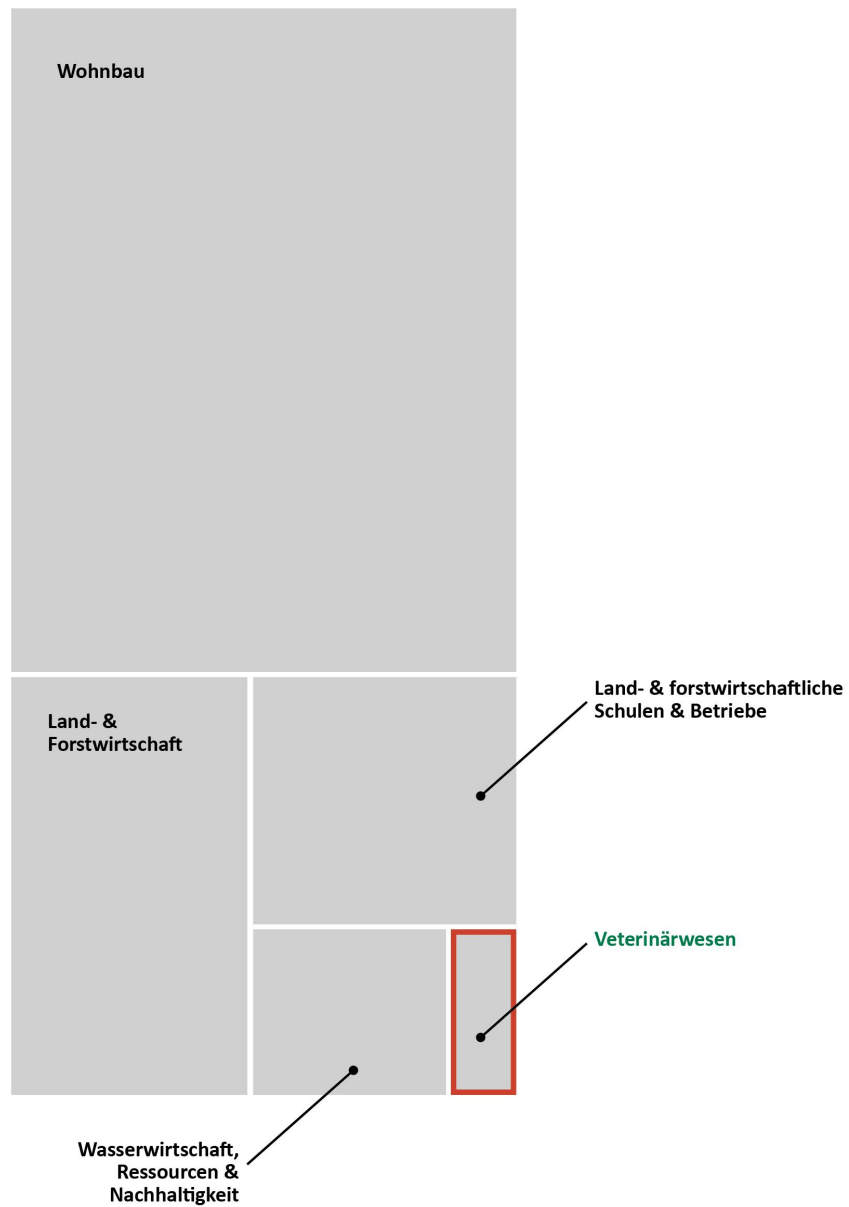 Wohnbau
Land- & forstwirtschaftliche
Schulen & Betriebe
Land- &
Forstwirtschaft
Veterinärwesen
Wasserwirtschaft,
Ressourcen &
Nachhaltigkeit